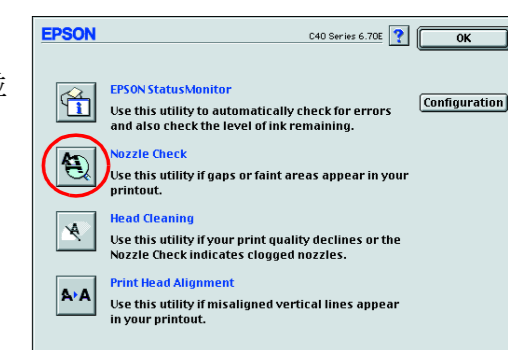 EPSON
C40 Series 6.70E ? OK
EPSON StatusMonitor
Use this utility to automatically check for errors
and also check the level of ink remaining.
Configuration
Nozzle Check
Use this utility if gaps or faint areas appear in your
printout.
Head Cleaning
Use this utility if your print quality declines or the
Nozzle Check indicates clogged nozzles.
Print Head Alignment
Use this utility if misaligned vertical lines appear
in your printout.